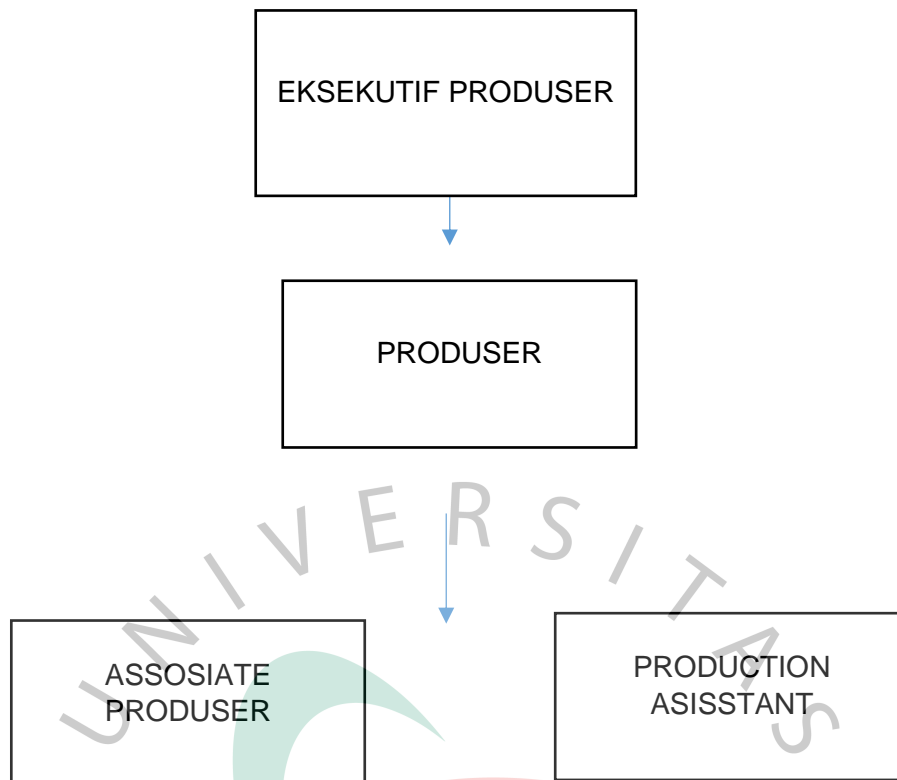 EKSEKUTIF PRODUSER
PRODUSER
UNIVERSITAS
ASSOSIATE
PRODUSER
PRODUCTION
ASISSTANT